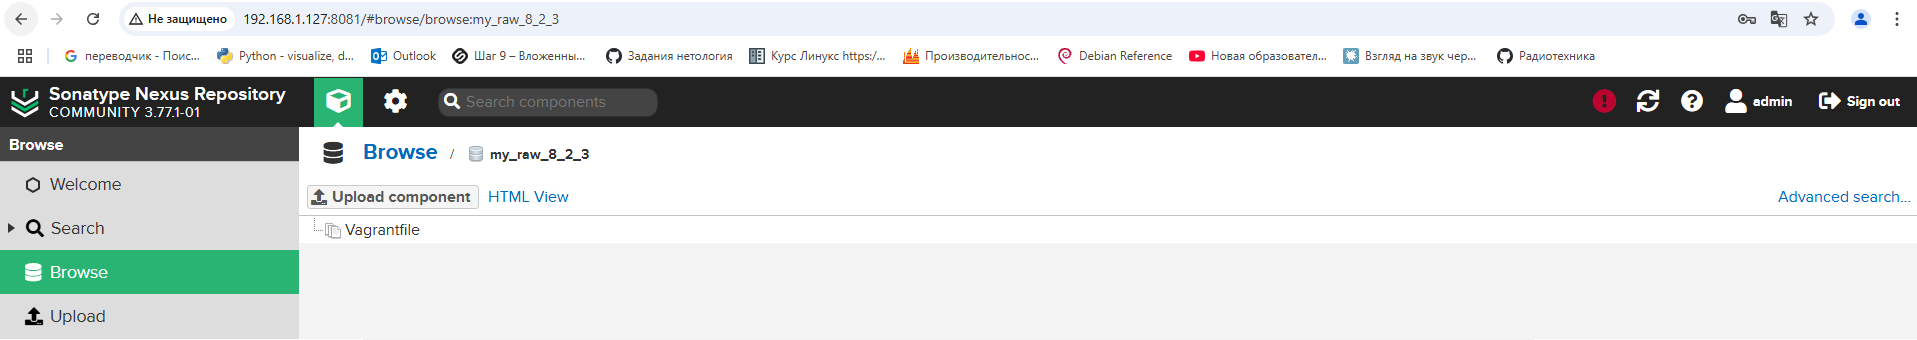 Не защищено 192.168.1.127:8081/#browse/browse:my_raw_8_2_3
переводчик - Поис... Python - visualize, d... Outlook Шаг 9 – Вложенны... Задания нетология Курс Линукс https:/... Производительнос... Debian Reference Новая образовател... Взгляд на звук чер... Радиотехника
Sonatype Nexus Repository
COMMUNITY 3.77.1-01
Search components
admin Sign out
Browse
Browse / my_raw_8_2_3
Welcome
Upload component HTML View Advanced search...
Search
Vagrantfile
Browse
Upload